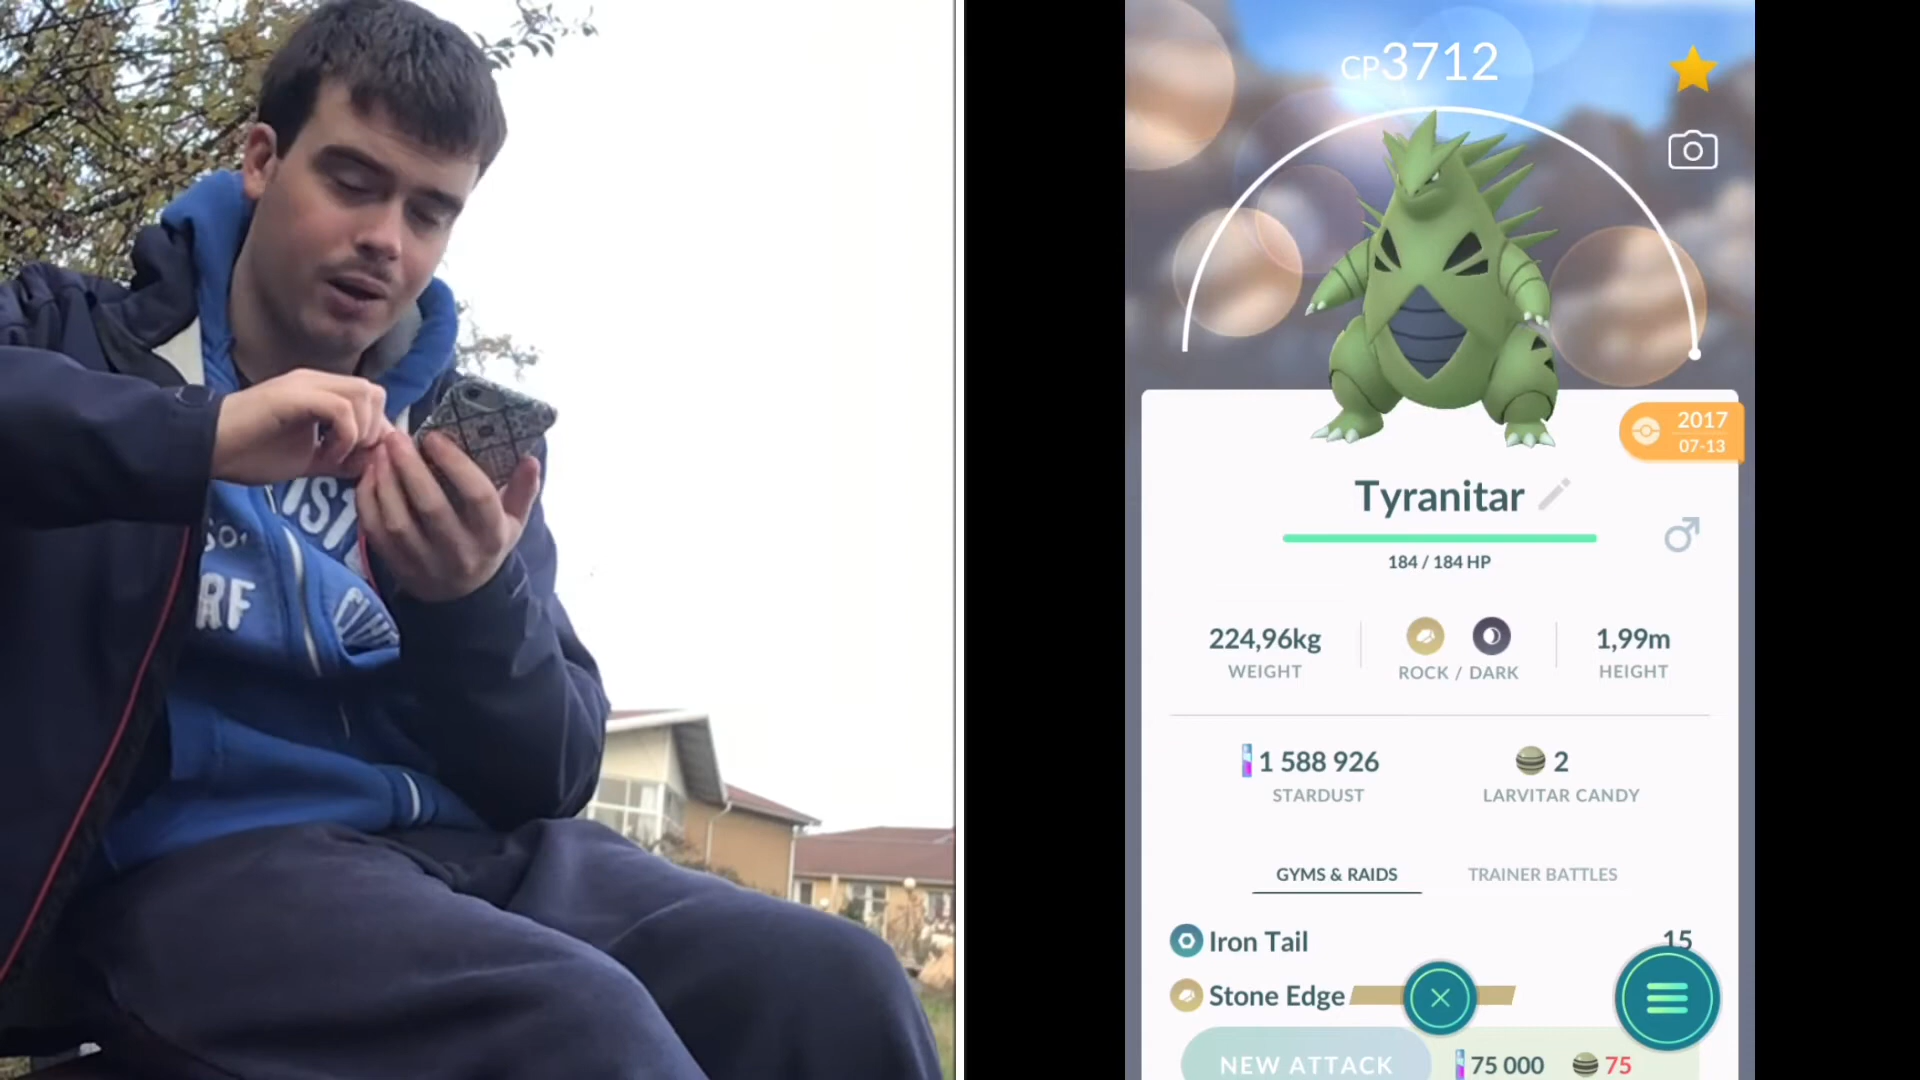 CP3712
2017
07-13
Tyranitar
184 / 184 HP
224,96kg
WEIGHT
ROCK / DARK
1,99m
HEIGHT
1 588 926
STARDUST
2
LARVITAR CANDY
GYMS & RAIDS
TRAINER BATTLES
Iron Tail
15
Stone Edge
NEW ATTACK
75 000
75